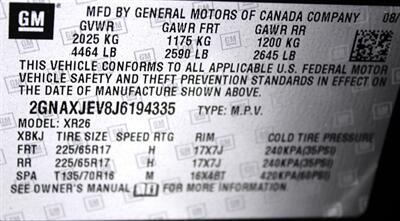 GM MFD BY GENERAL MOTORS OF CANADA COMPANY 08/
GVWR GAWR FRT GAWR RR
2025 KG 1175 KG 1200 KG
4464 LB 2590 LB 2645 LB
THIS VEHICLE CONFORMS TO ALL APPLICABLE U.S. FEDERAL MOTOR
VEHICLE SAFETY AND THEFT PREVENTION STANDARDS IN EFFECT ON
THE DATE OF MANUFACTURE SHOWN ABOVE.
2GNAXJEV8J6194335 TYPE: M.P.V.
MODEL: XR26
XBKJ TIRE SIZE SPEED RTG RIM COLD TIRE PRESSURE
FRT 225/65R17 H 17X7J 240KPA(35PSI)
RR 225/65R17 H 17X7J 240KPA(35PSI)
SPA T135/70R16 M 16X4BT 420KPA(60PSI)
SEE OWNER'S MANUAL FOR MORE INFORMATION.